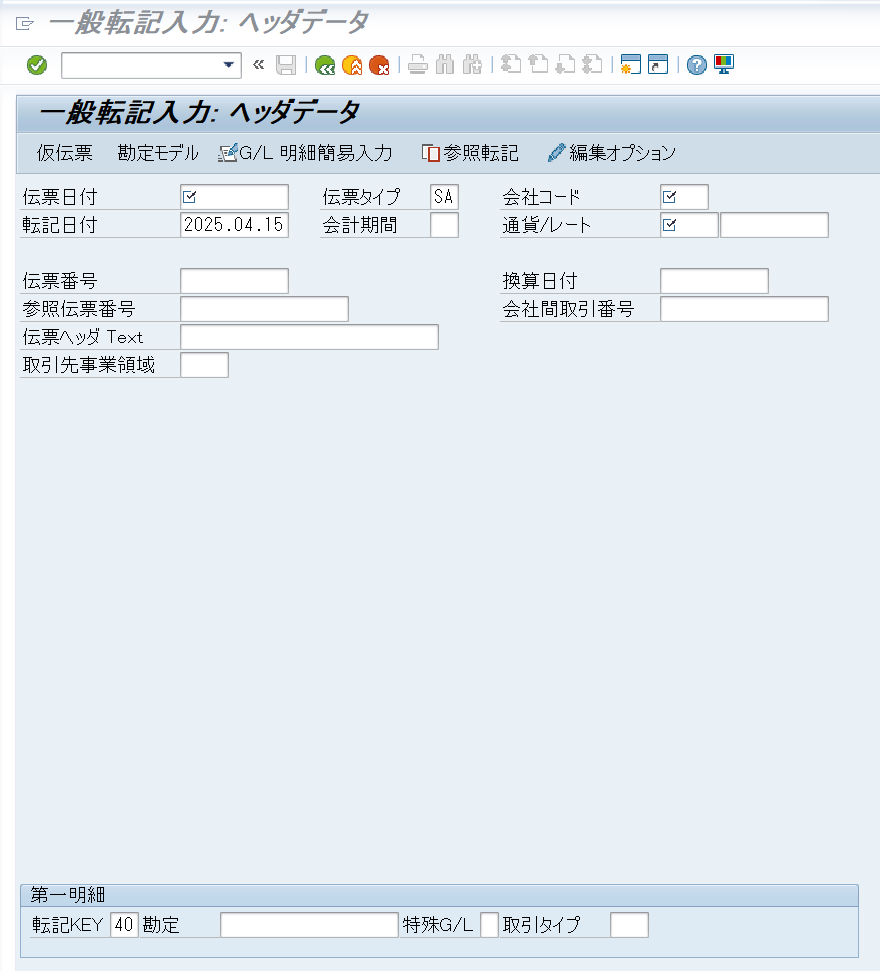 一般転記入力: ヘッダデータ
一般転記入力: ヘッダデータ
仮伝票 勘定モデル G/L 明細簡易入力 参照転記 編集オプション
伝票日付 伝票タイプ SA 会社コード
転記日付 2025.04.15 会計期間 通貨/レート
伝票番号 換算日付
参照伝票番号 会社間取引番号
伝票ヘッダ Text
取引先事業領域
第一明細
転記KEY 40 勘定 特殊G/L 取引タイプ